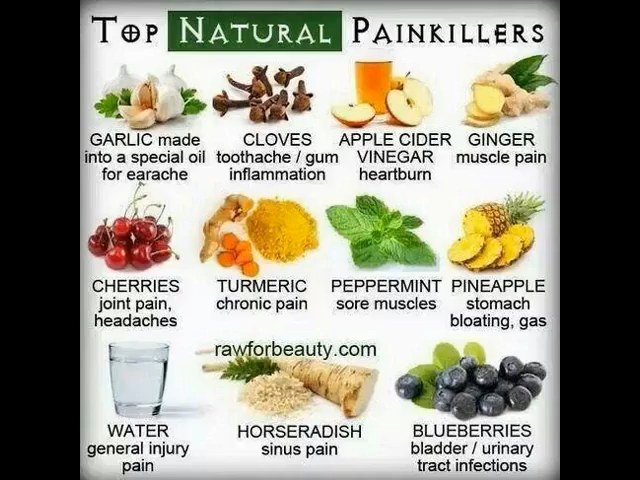 Top Natural Painkillers
GARLIC made
into a special oil
for earache
CLOVES
toothache / gum
inflammation
APPLE CIDER
VINEGAR
heartburn
GINGER
muscle pain
CHERRIES
joint pain,
headaches
TURMERIC
chronic pain
PEPPERMINT
sore muscles
PINEAPPLE
stomach
bloating, gas
rawforbeauty.com
WATER
general injury
pain
HORSERADISH
sinus pain
BLUEBERRIES
bladder / urinary
tract infections